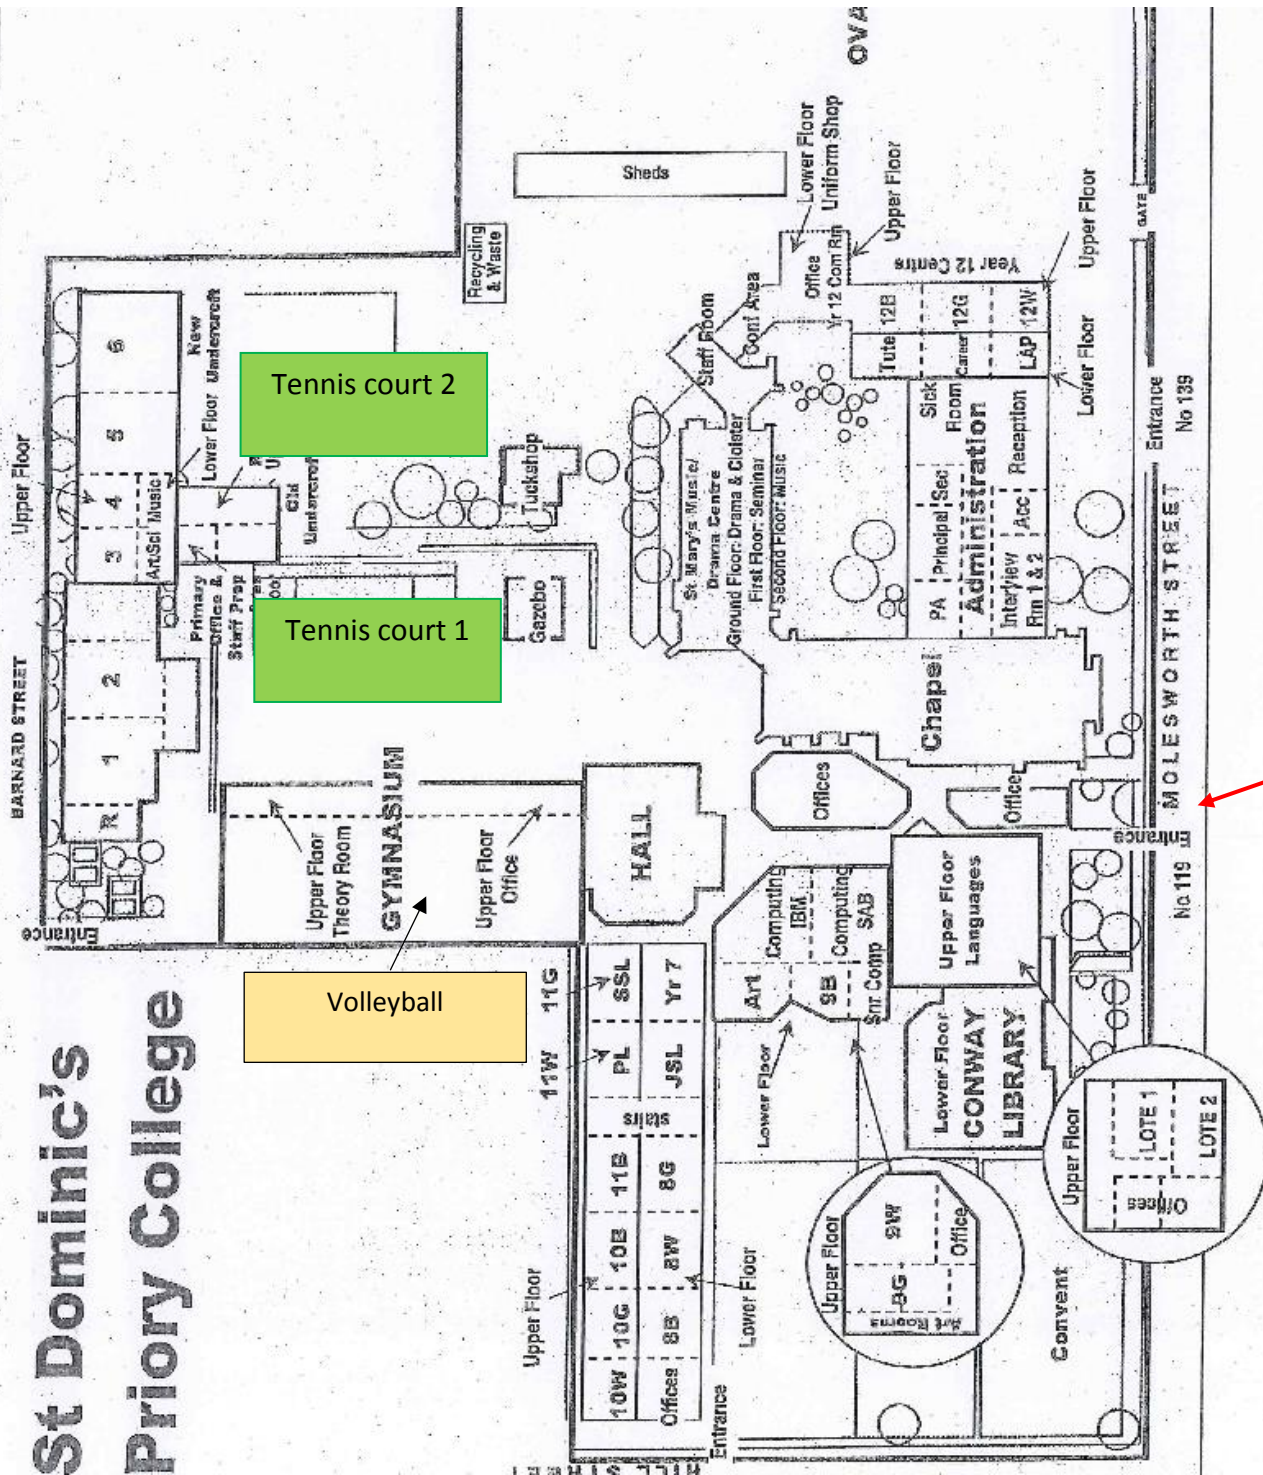 St Dominic's
Priory College
BARNARD STREET
Entrance
R
1
2
3
4
5
6
Upper Floor
Art/Sci
Music
Lower Floor
New
Undercroft
Old
Undercroft
Primary
Office &
Staff Prep
Tennis court 2
Tennis court 1
Volleyball
GYMNASIUM
Upper Floor
Theory Room
Upper Floor
Office
HALL
Gazebo
Tuckshop
Recycling
& Waste
Sheds
OVA
Lower Floor
Uniform Shop
Upper Floor
Office
Yr 12 Com Rm
Conf Area
Staff Room
St Mary's Music/
Drama Centre
Ground Floor: Drama & Cloister
First Floor: Seminar
Second Floor: Music
Year 12 Centre
Tute
12B
Career
12G
LAP
12W
Upper Floor
Lower Floor
Sick
Room
PA
Principal
Sec
Administration
Interview
Rm 1 & 2
Acc
Reception
Chapel
Offices
Office
GATE
Entrance
No 139
MOLESWORTH STREET
Entrance
No 119
Computing
IBM
Computing
SAB
Art
9B
Snr Comp
Lower Floor
Upper Floor
Languages
Lower Floor
CONWAY
LIBRARY
Upper Floor
LOTE 1
LOTE 2
Offices
Upper Floor
9W
9G
Office
Art Rooms
Convent
11G
11W
SSL
Yr 7
PL
JSL
stairs
11B
8G
10B
8W
10G
8B
10W
Offices
Upper Floor
Lower Floor
Entrance